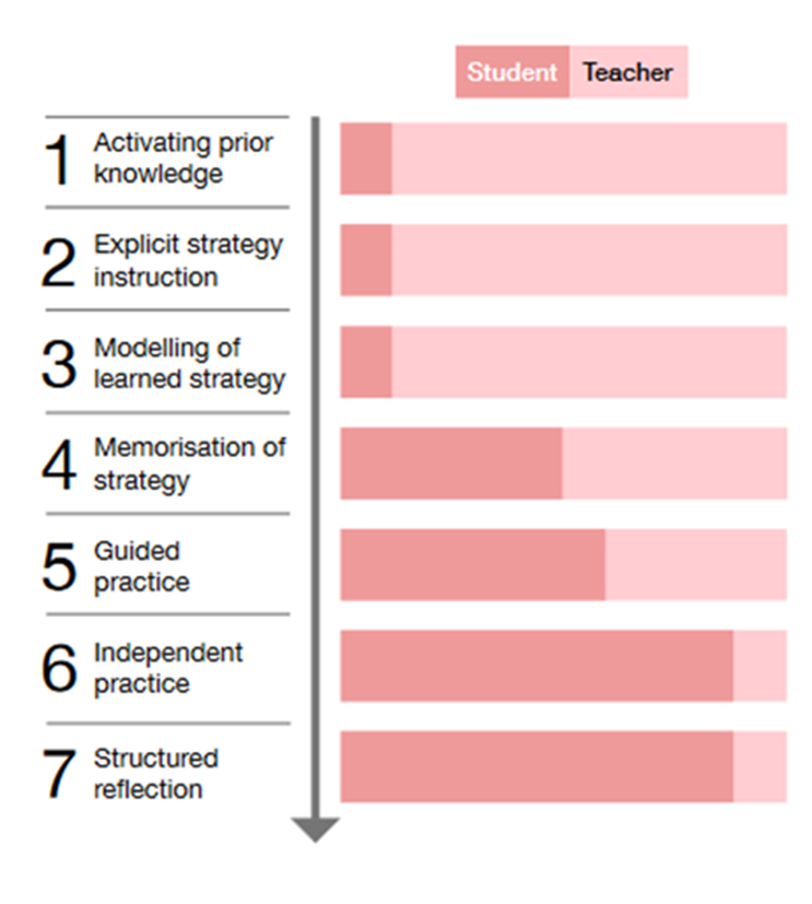 Student Teacher
1 Activating prior
knowledge
2 Explicit strategy
instruction
3 Modelling of
learned strategy
4 Memorisation of
strategy
5 Guided
practice
6 Independent
practice
7 Structured
reflection